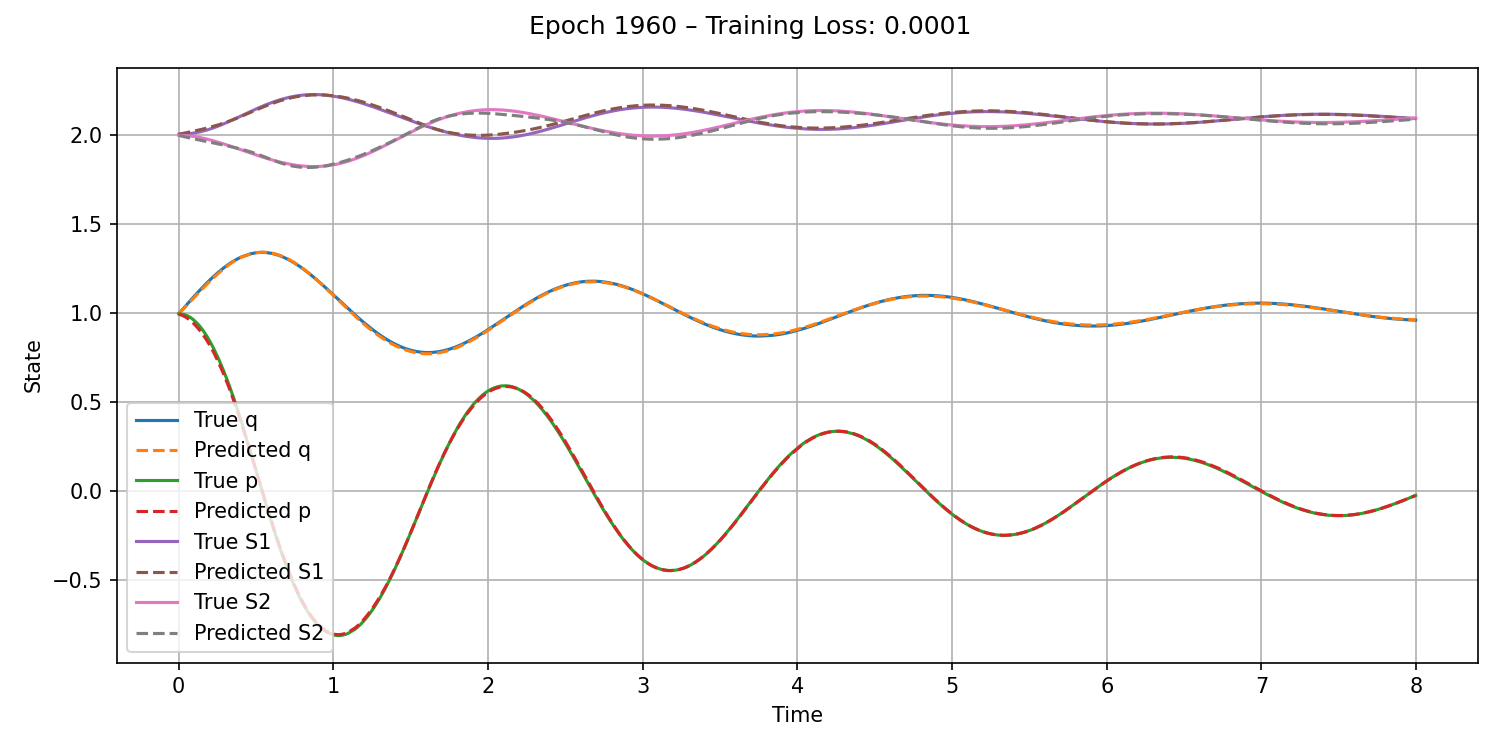 Epoch 1960 – Training Loss: 0.0001
2.0
1.5
1.0
0.5
0.0
−0.5
State
True q
Predicted q
True p
Predicted p
True S1
Predicted S1
True S2
Predicted S2
0 1 2 3 4 5 6 7 8
Time